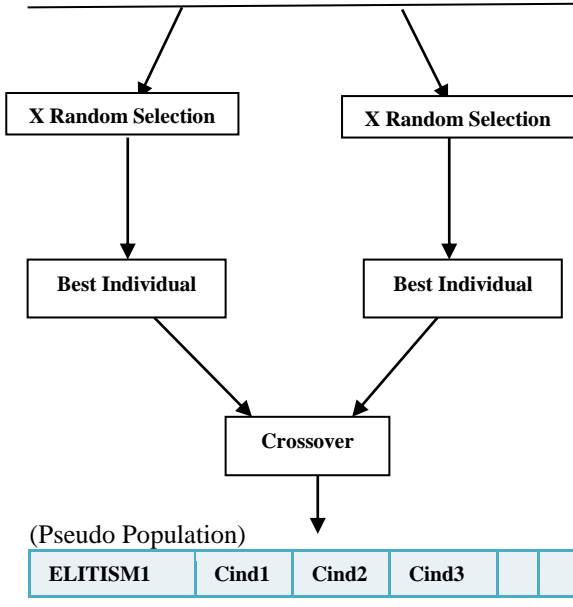 X Random Selection X Random Selection
Best Individual Best Individual
Crossover
(Pseudo Population)
ELITISM1 Cind1 Cind2 Cind3